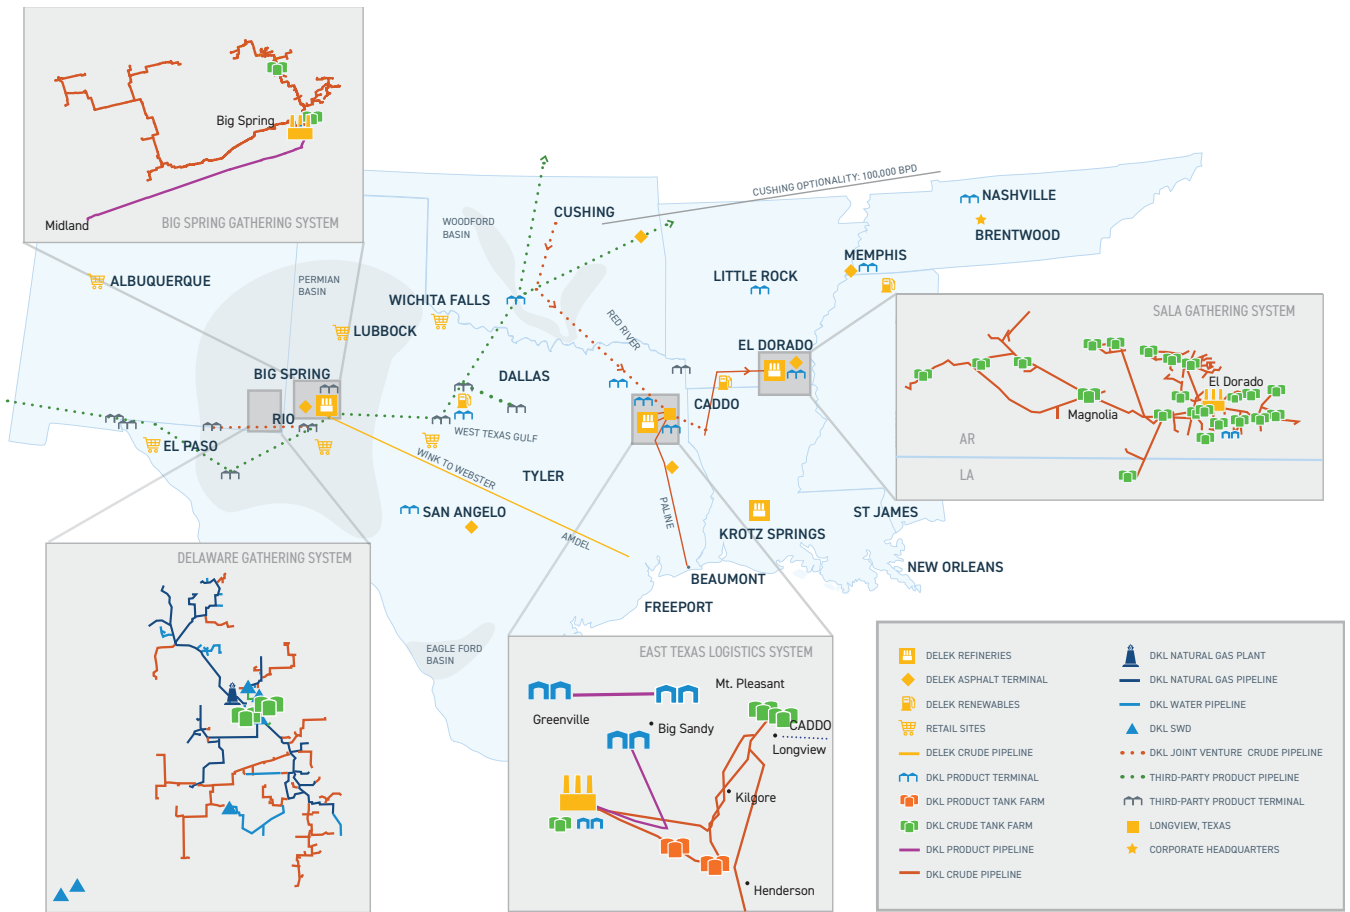 Big Spring
Midland
BIG SPRING GATHERING SYSTEM
CUSHING OPTIONALITY: 100,000 BPD
WOODFORD
BASIN
CUSHING
NASHVILLE
BRENTWOOD
MEMPHIS
LITTLE ROCK
ALBUQUERQUE
PERMIAN
BASIN
WICHITA FALLS
LUBBOCK
RED RIVER
EL DORADO
BIG SPRING
DALLAS
CADDO
RIO
WEST TEXAS GULF
EL PASO
WINK TO WEBSTER
TYLER
SAN ANGELO
PALINE
AMDEL
KROTZ SPRINGS
ST JAMES
NEW ORLEANS
BEAUMONT
FREEPORT
EAGLE FORD
BASIN
SALA GATHERING SYSTEM
El Dorado
Magnolia
AR
LA
DELAWARE GATHERING SYSTEM
EAST TEXAS LOGISTICS SYSTEM
Mt. Pleasant
Greenville
Big Sandy
CADDO
Longview
Kilgore
Henderson
DELEK REFINERIES
DELEK ASPHALT TERMINAL
DELEK RENEWABLES
RETAIL SITES
DELEK CRUDE PIPELINE
DKL PRODUCT TERMINAL
DKL PRODUCT TANK FARM
DKL CRUDE TANK FARM
DKL PRODUCT PIPELINE
DKL CRUDE PIPELINE
DKL NATURAL GAS PLANT
DKL NATURAL GAS PIPELINE
DKL WATER PIPELINE
DKL SWD
DKL JOINT VENTURE CRUDE PIPELINE
THIRD-PARTY PRODUCT PIPELINE
THIRD-PARTY PRODUCT TERMINAL
LONGVIEW, TEXAS
CORPORATE HEADQUARTERS